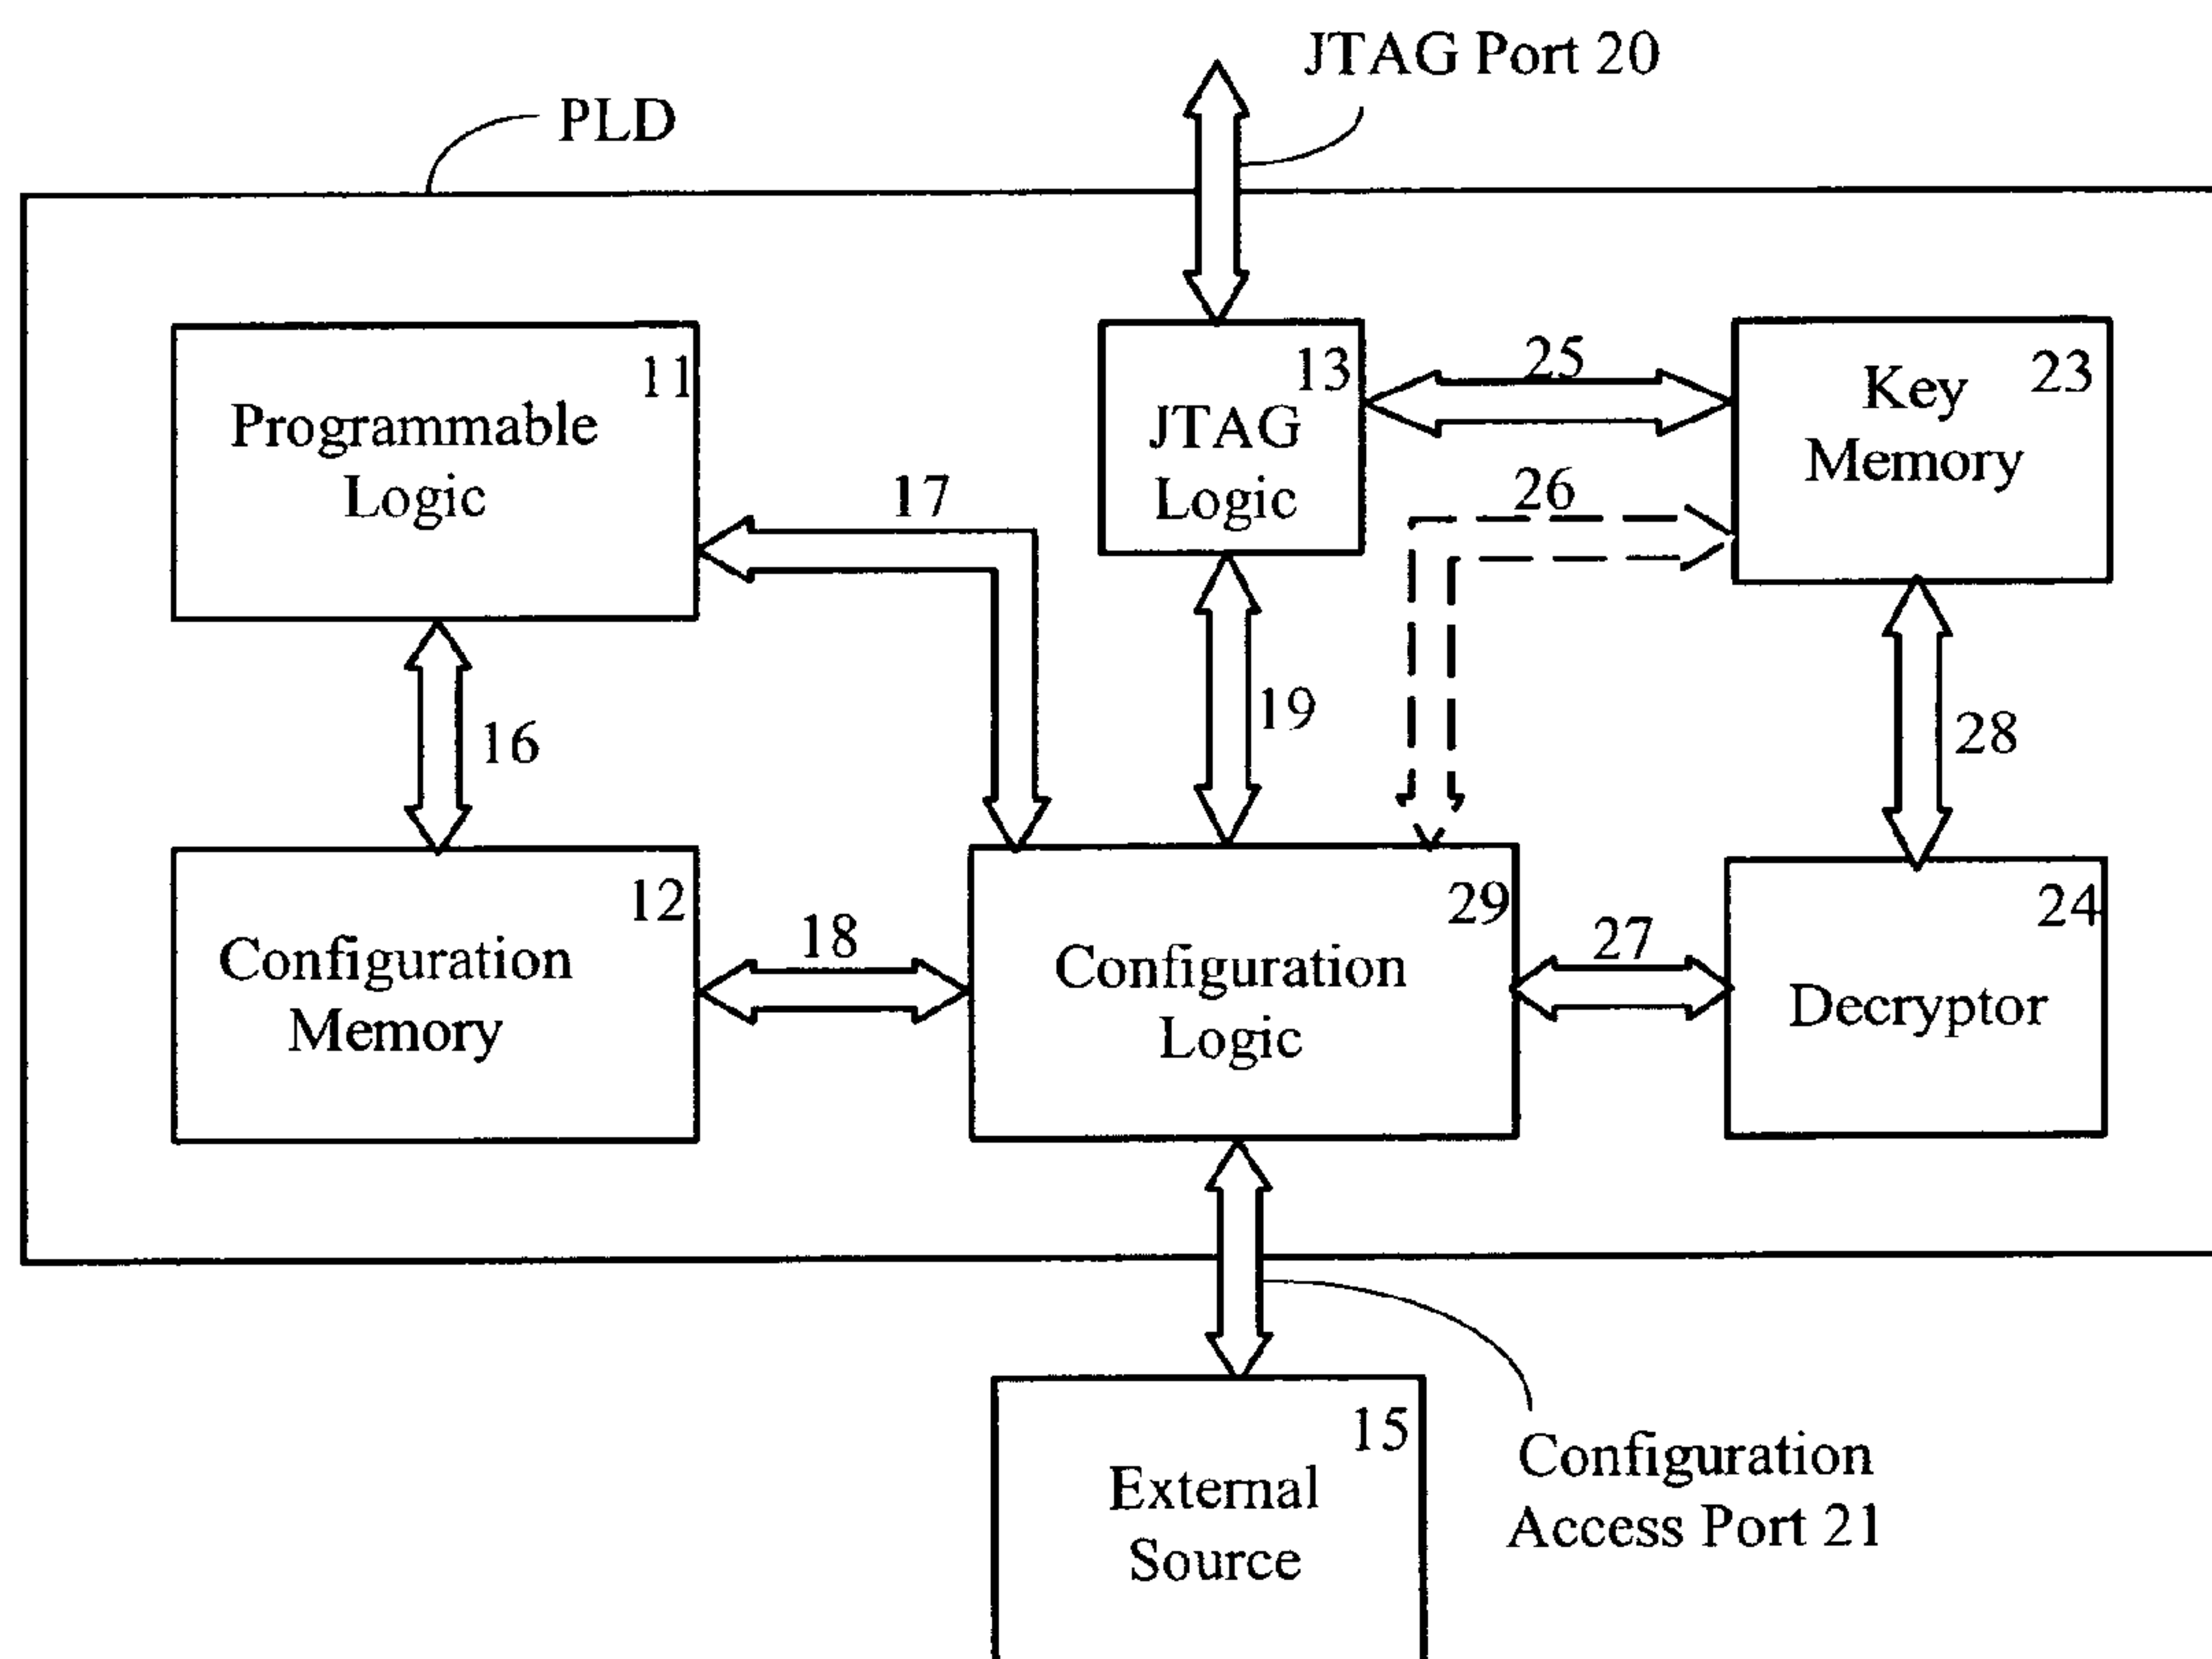 JTAG Port 20
PLD
11
Programmable
Logic
13
JTAG
Logic
25
23
Key
Memory
26
17
16
19
28
12
Configuration
Memory
18
29
Configuration
Logic
27
24
Decryptor
15
External
Source
Configuration
Access Port 21